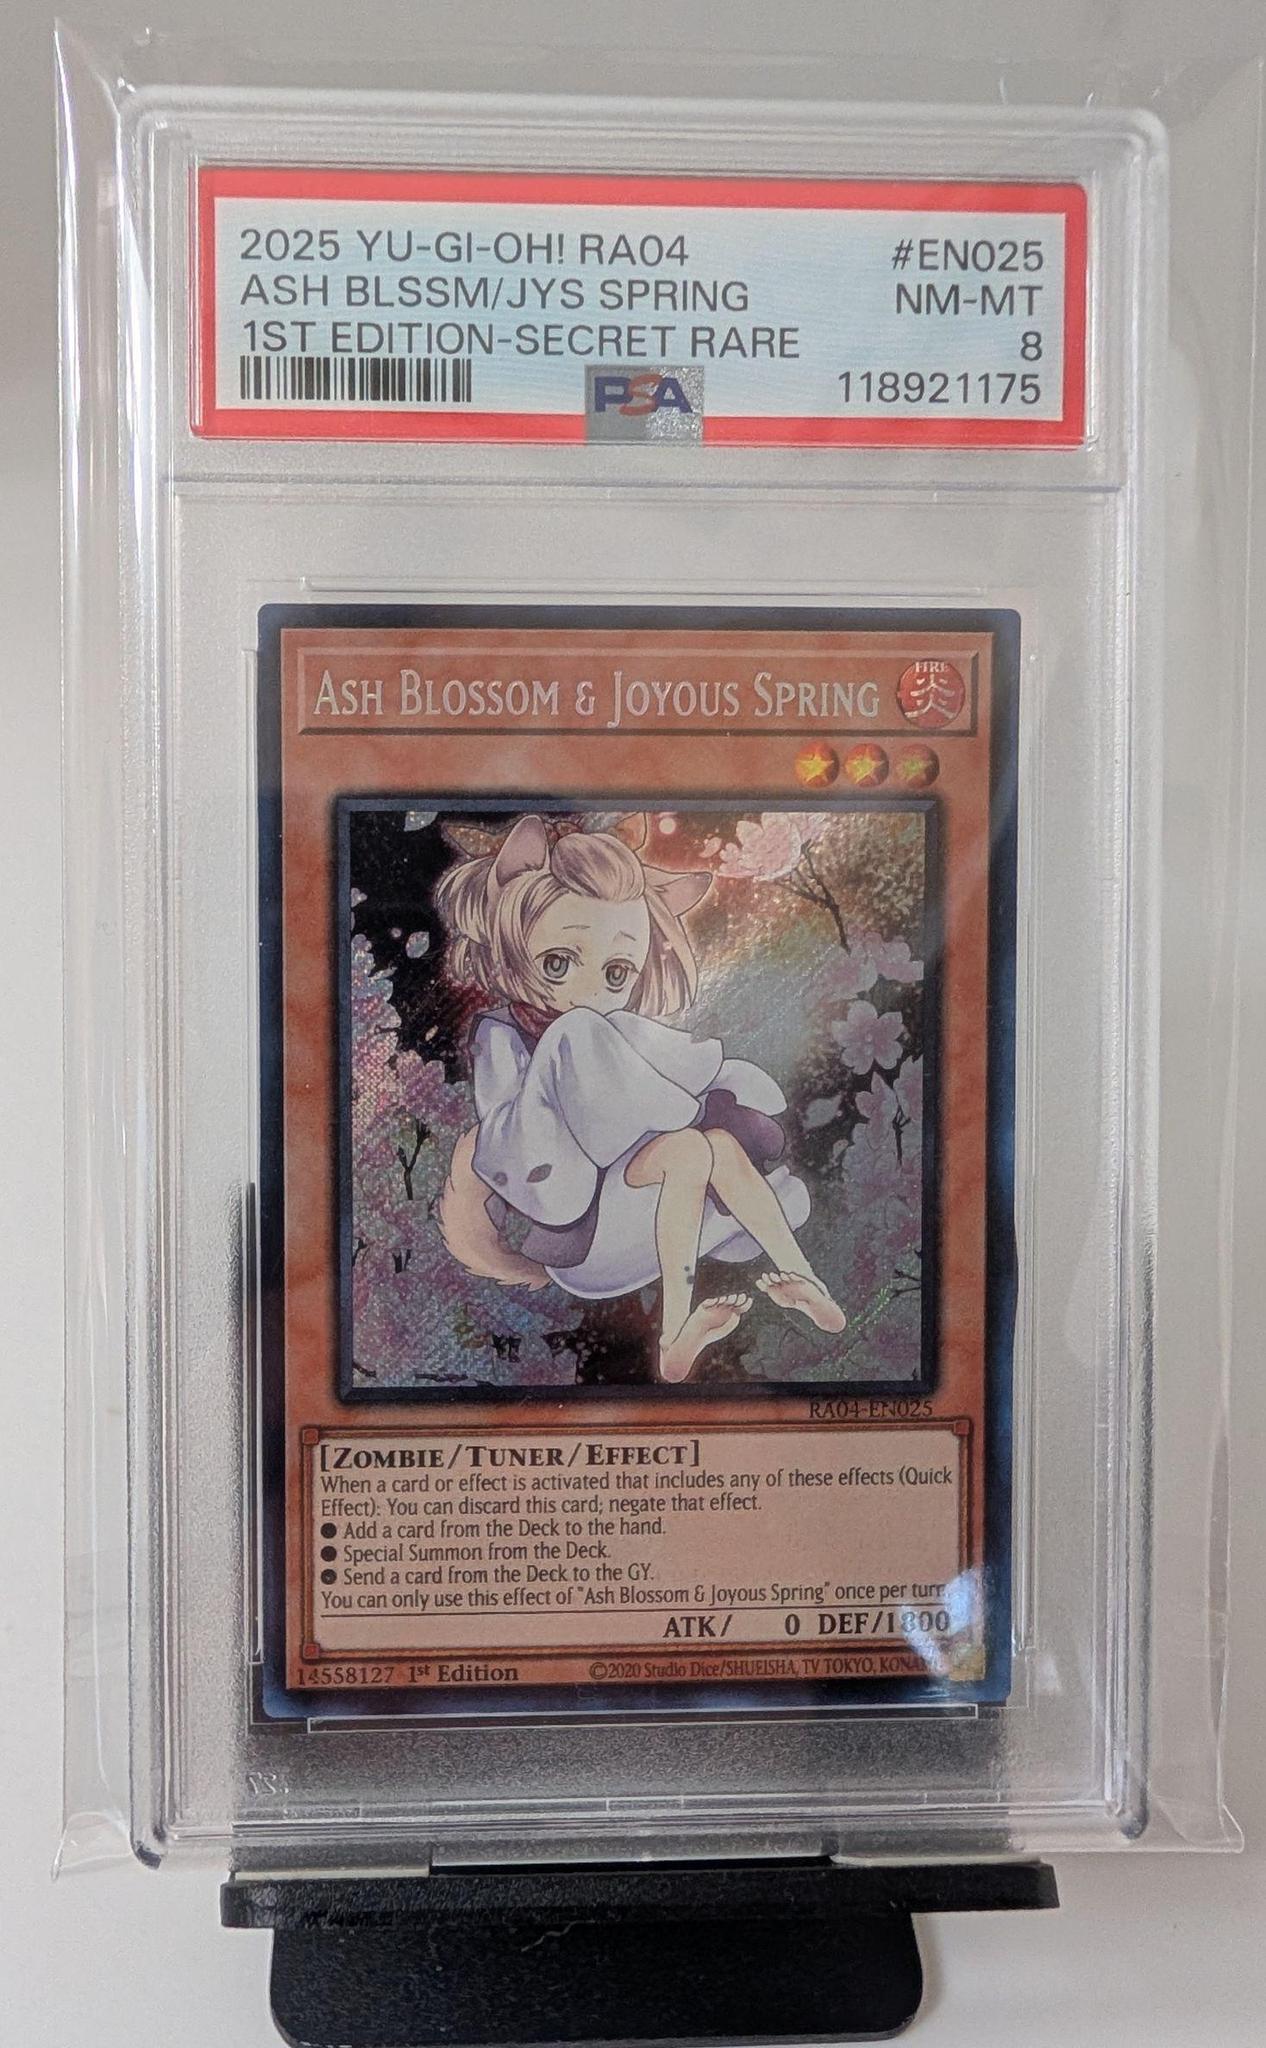 2025 YU-GI-OH! RA04 #EN025
ASH BLSSM/JYS SPRING NM-MT
1ST EDITION-SECRET RARE 8
PSA 118921175
ASH BLOSSOM & JOYOUS SPRING
FIRE
炎
RA04-EN025
[ZOMBIE/TUNER/EFFECT]
When a card or effect is activated that includes any of these effects (Quick
Effect): You can discard this card; negate that effect.
● Add a card from the Deck to the hand.
● Special Summon from the Deck.
● Send a card from the Deck to the GY.
You can only use this effect of "Ash Blossom & Joyous Spring" once per turn.
ATK/ 0 DEF/1800
14558127 1st Edition ©2020 Studio Dice/SHUEISHA, TV TOKYO, KONAMI